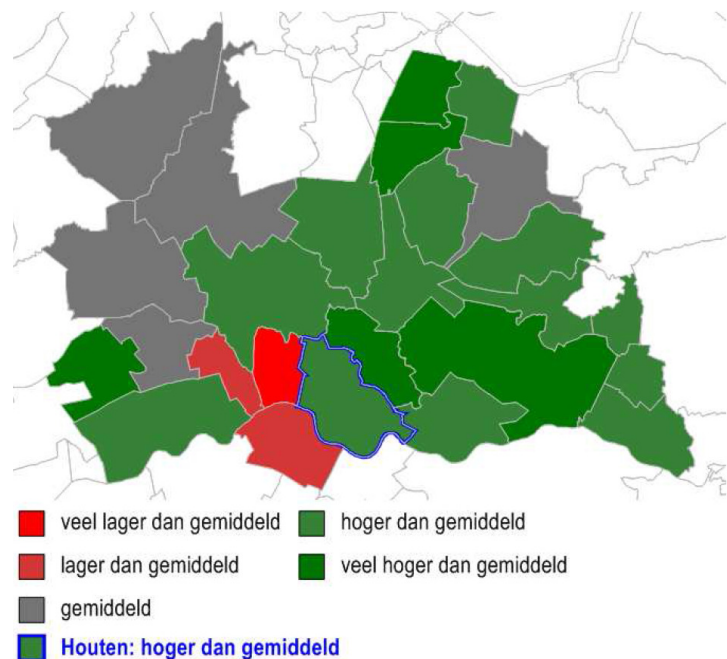 veel lager dan gemiddeld
hoger dan gemiddeld
lager dan gemiddeld
veel hoger dan gemiddeld
gemiddeld
Houten: hoger dan gemiddeld